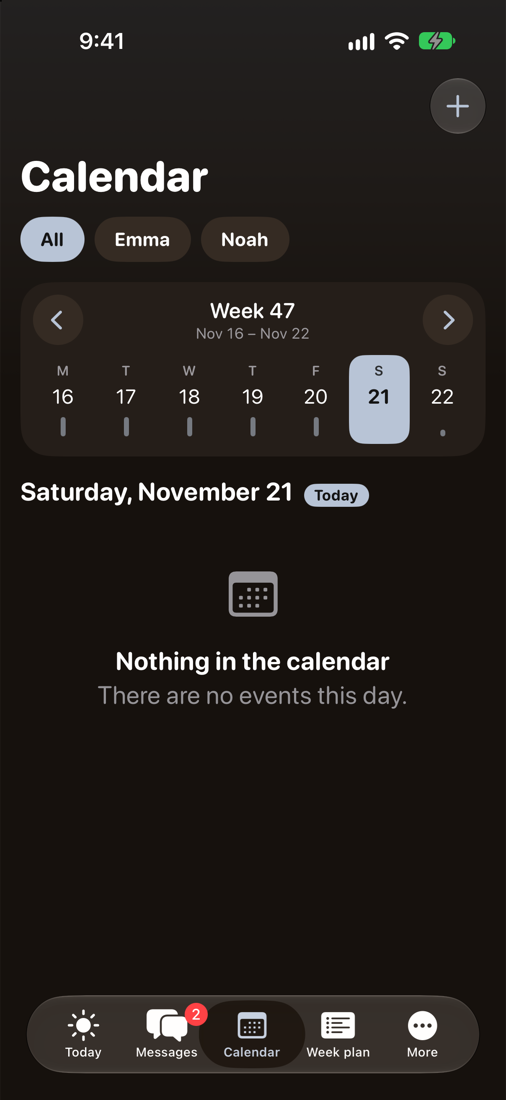 9:41
Calendar
All Emma Noah
Week 47
Nov 16 – Nov 22
M T W T F S S
16 17 18 19 20 21 22
Saturday, November 21 Today
Nothing in the calendar
There are no events this day.
2
Today Messages Calendar Week plan More